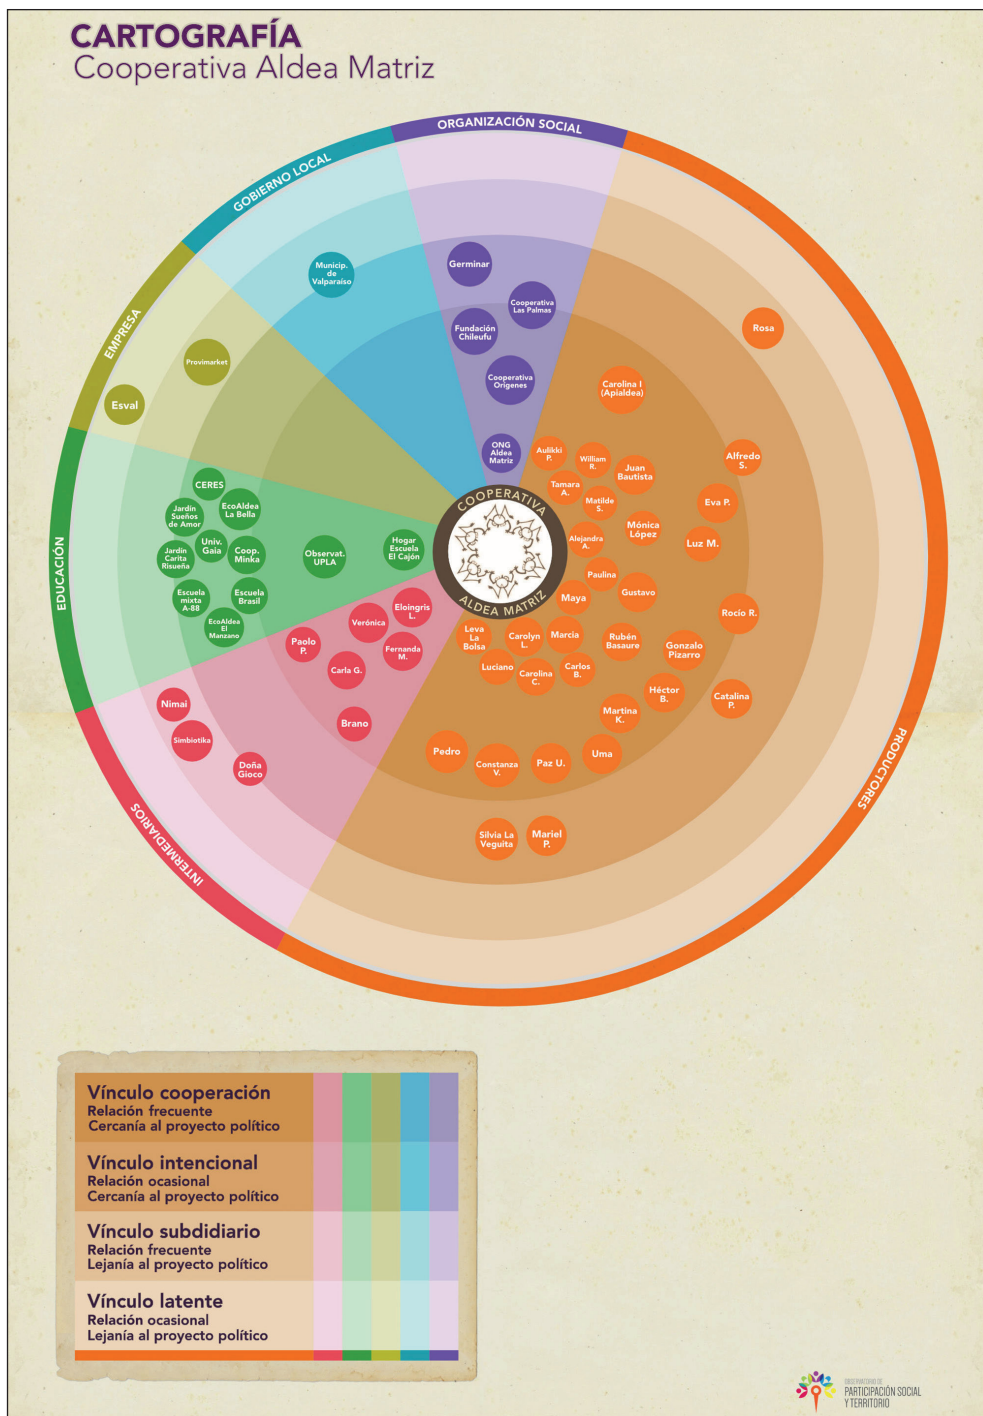 CARTOGRAFÍA
Cooperativa Aldea Matriz
ORGANIZACIÓN SOCIAL
GOBIERNO LOCAL
EMPRESA
EDUCACIÓN
INTERMEDIARIOS
PRODUCTORES
Municip.
de
Valparaíso
Germinar
Cooperativa
Las Palmas
Fundación
Chileufu
Cooperativa
Orígenes
ONG
Aldea
Matriz
Provimarket
Esval
CERES
Jardín
Sueños
de Amor
EcoAldea
La Bella
Univ.
Gaia
Jardín
Carita
Risueña
Coop.
Minka
Escuela
mixta
A-88
Escuela
Brasil
EcoAldea
El
Manzano
Observat.
UPLA
Hogar
Escuela
El Cajón
COOPERATIVA
ALDEA MATRIZ
Eloingris
L.
Verónica
Fernanda
M.
Paolo
P.
Carla G.
Brano
Nimai
Simbiotika
Doña
Gioco
Rosa
Carolina I
(Apialdea)
Aulikki
P.
William
R.
Juan
Bautista
Alfredo
S.
Tamara
A.
Matilde
S.
Eva P.
Mónica
López
Luz M.
Alejandra
A.
Paulina
Maya
Gustavo
Rocío R.
Leva
La
Bolsa
Carolyn
L.
Marcia
Rubén
Basaure
Gonzalo
Pizarro
Luciano
Carolina
C.
Carlos
B.
Héctor
B.
Catalina
P.
Martina
K.
Pedro
Constanza
V.
Paz U.
Uma
Silvia La
Veguita
Mariel
P.
Vínculo cooperación
Relación frecuente
Cercanía al proyecto político
Vínculo intencional
Relación ocasional
Cercanía al proyecto político
Vínculo subdidiario
Relación frecuente
Lejanía al proyecto político
Vínculo latente
Relación ocasional
Lejanía al proyecto político
OBSERVATORIO DE
PARTICIPACIÓN SOCIAL
Y TERRITORIO